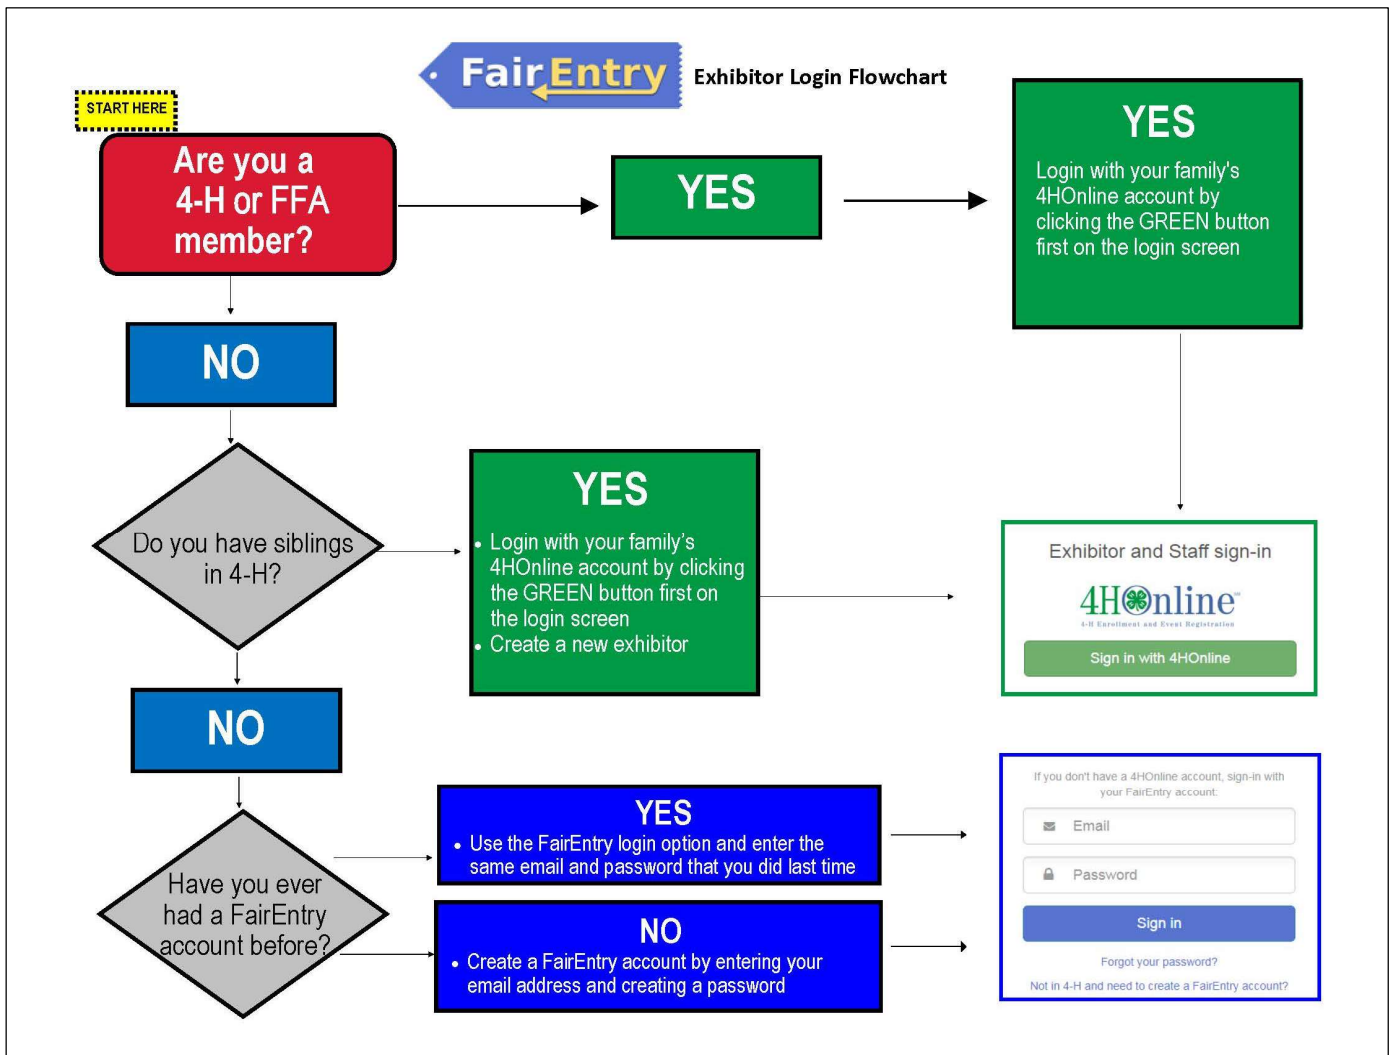 FairEntry
Exhibitor Login Flowchart
START HERE
Are you a
4-H or FFA
member?
YES
YES
Login with your family's
4HOnline account by
clicking the GREEN button
first on the login screen
NO
Do you have siblings
in 4-H?
YES
• Login with your family's
4HOnline account by clicking
the GREEN button first on
the login screen
• Create a new exhibitor
Exhibitor and Staff sign-in
4HOnline
4-H Enrollment and Event Registration
Sign in with 4HOnline
NO
Have you ever
had a FairEntry
account before?
YES
• Use the FairEntry login option and enter the
same email and password that you did last time
NO
• Create a FairEntry account by entering your
email address and creating a password
If you don't have a 4HOnline account, sign-in with
your FairEntry account:
Email
Password
Sign in
Forgot your password?
Not in 4-H and need to create a FairEntry account?